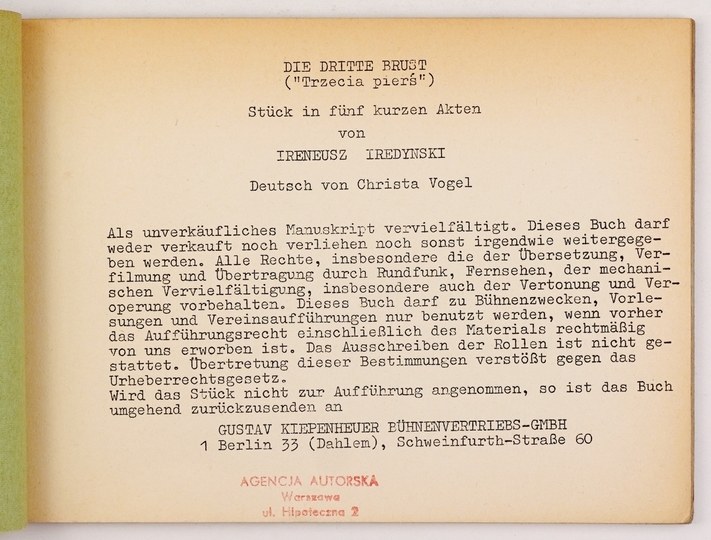 DIE DRITTE BRUST
("Trzecia pierś")
Stück in fünf kurzen Akten
von
IRENEUSZ IREDYNSKI
Deutsch von Christa Vogel
Als unverkäufliches Manuskript vervielfältigt. Dieses Buch darf
weder verkauft noch verliehen noch sonst irgendwie weitergege-
ben werden. Alle Rechte, insbesondere die der Übersetzung, Ver-
filmung und Übertragung durch Rundfunk, Fernsehen, der mechani-
schen Vervielfältigung, insbesondere auch der Vertonung und Ver-
operung vorbehalten. Dieses Buch darf zu Bühnenzwecken, Vorle-
sungen und Vereinsaufführungen nur benutzt werden, wenn vorher
das Aufführungsrecht einschließlich des Materials rechtmäßig
von uns erworben ist. Das Ausschreiben der Rollen ist nicht ge-
stattet. Übertretung dieser Bestimmungen verstößt gegen das
Urheberrechtsgesetz.
Wird das Stück nicht zur Aufführung angenommen, so ist das Buch
umgehend zurückzusenden an
GUSTAV KIEPENHEUER BÜHNENVERTRIEBS-GMBH
1 Berlin 33 (Dahlem), Schweinfurth-Straße 60
AGENCJA AUTORSKA
Warszawa
ul. Hipoteczna 2